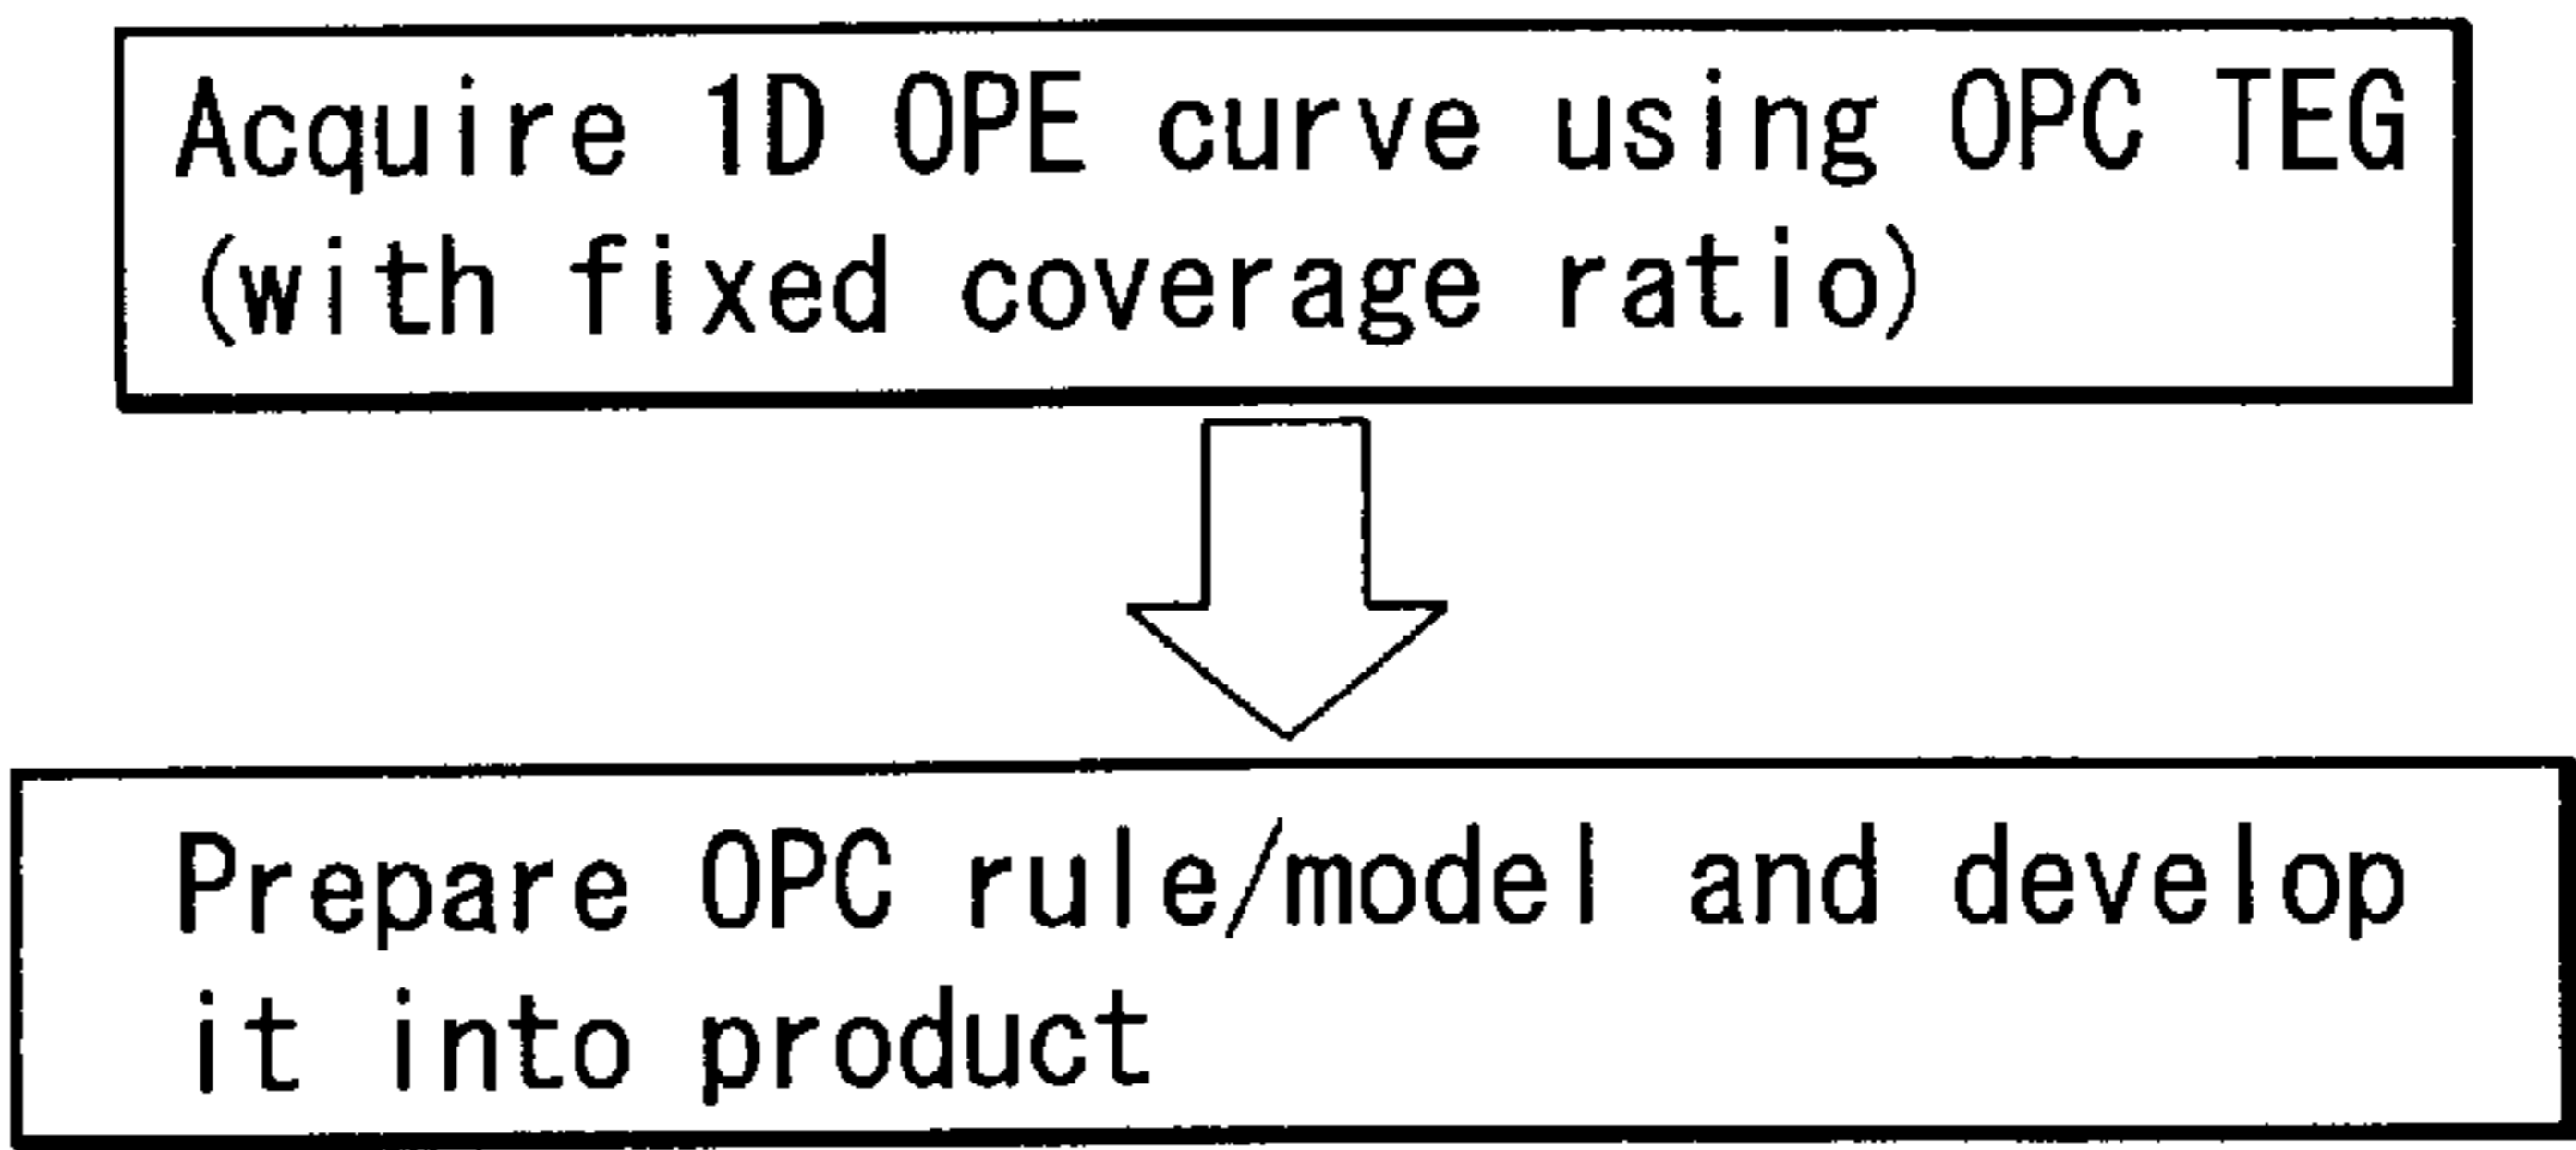 Acquire 1D OPE curve using OPC TEG
(with fixed coverage ratio)
Prepare OPC rule/model and develop
it into product